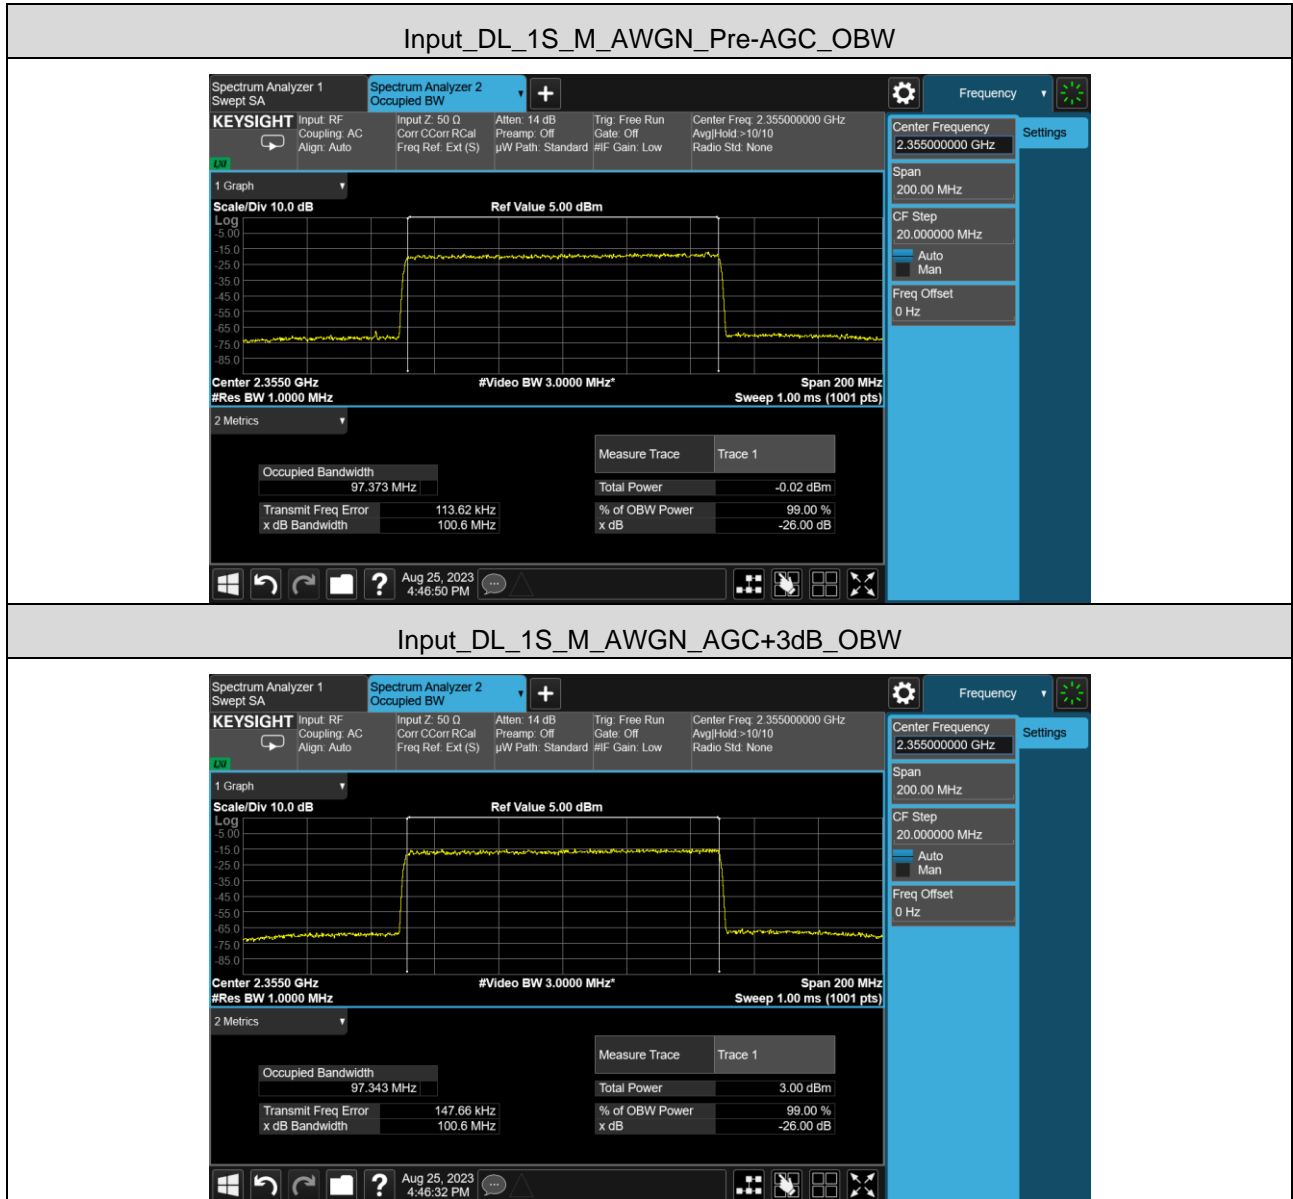 Input_DL_1S_M_AWGN_Pre-AGC_OBW
Spectrum Analyzer 1
Swept SA
Spectrum Analyzer 2
Occupied BW
Frequency
KEYSIGHT
Input: RF
Coupling: AC
Align: Auto
Input Z: 50 Ω
Corr CCorr RCal
Freq Ref: Ext (S)
Atten: 14 dB
Preamp: Off
µW Path: Standard
Trig: Free Run
Gate: Off
#IF Gain: Low
Center Freq: 2.355000000 GHz
Avg|Hold:>10/10
Radio Std: None
LXI
Center Frequency
2.355000000 GHz
Settings
Span
200.00 MHz
CF Step
20.000000 MHz
Auto
Man
Freq Offset
0 Hz
1 Graph
Scale/Div 10.0 dB
Ref Value 5.00 dBm
Log
-5.00
-15.0
-25.0
-35.0
-45.0
-55.0
-65.0
-75.0
-85.0
Center 2.3550 GHz
#Video BW 3.0000 MHz*
Span 200 MHz
#Res BW 1.0000 MHz
Sweep 1.00 ms (1001 pts)
2 Metrics
Measure Trace
Trace 1
Occupied Bandwidth
97.373 MHz
Total Power
-0.02 dBm
Transmit Freq Error
113.62 kHz
% of OBW Power
99.00 %
x dB Bandwidth
100.6 MHz
x dB
-26.00 dB
?
Aug 25, 2023
4:46:50 PM
Input_DL_1S_M_AWGN_AGC+3dB_OBW
Spectrum Analyzer 1
Swept SA
Spectrum Analyzer 2
Occupied BW
Frequency
KEYSIGHT
Input: RF
Coupling: AC
Align: Auto
Input Z: 50 Ω
Corr CCorr RCal
Freq Ref: Ext (S)
Atten: 14 dB
Preamp: Off
µW Path: Standard
Trig: Free Run
Gate: Off
#IF Gain: Low
Center Freq: 2.355000000 GHz
Avg|Hold:>10/10
Radio Std: None
LXI
Center Frequency
2.355000000 GHz
Settings
Span
200.00 MHz
CF Step
20.000000 MHz
Auto
Man
Freq Offset
0 Hz
1 Graph
Scale/Div 10.0 dB
Ref Value 5.00 dBm
Log
-5.00
-15.0
-25.0
-35.0
-45.0
-55.0
-65.0
-75.0
-85.0
Center 2.3550 GHz
#Video BW 3.0000 MHz*
Span 200 MHz
#Res BW 1.0000 MHz
Sweep 1.00 ms (1001 pts)
2 Metrics
Measure Trace
Trace 1
Occupied Bandwidth
97.343 MHz
Total Power
3.00 dBm
Transmit Freq Error
147.66 kHz
% of OBW Power
99.00 %
x dB Bandwidth
100.6 MHz
x dB
-26.00 dB
?
Aug 25, 2023
4:46:32 PM